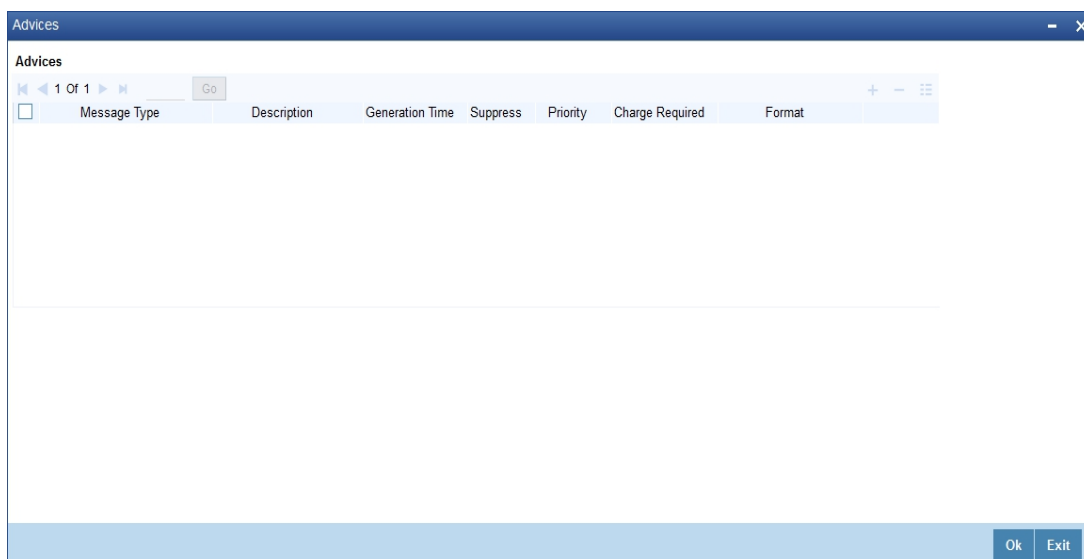 Advices
Advices
1 Of 1 Go
Message Type Description Generation Time Suppress Priority Charge Required Format
Ok Exit